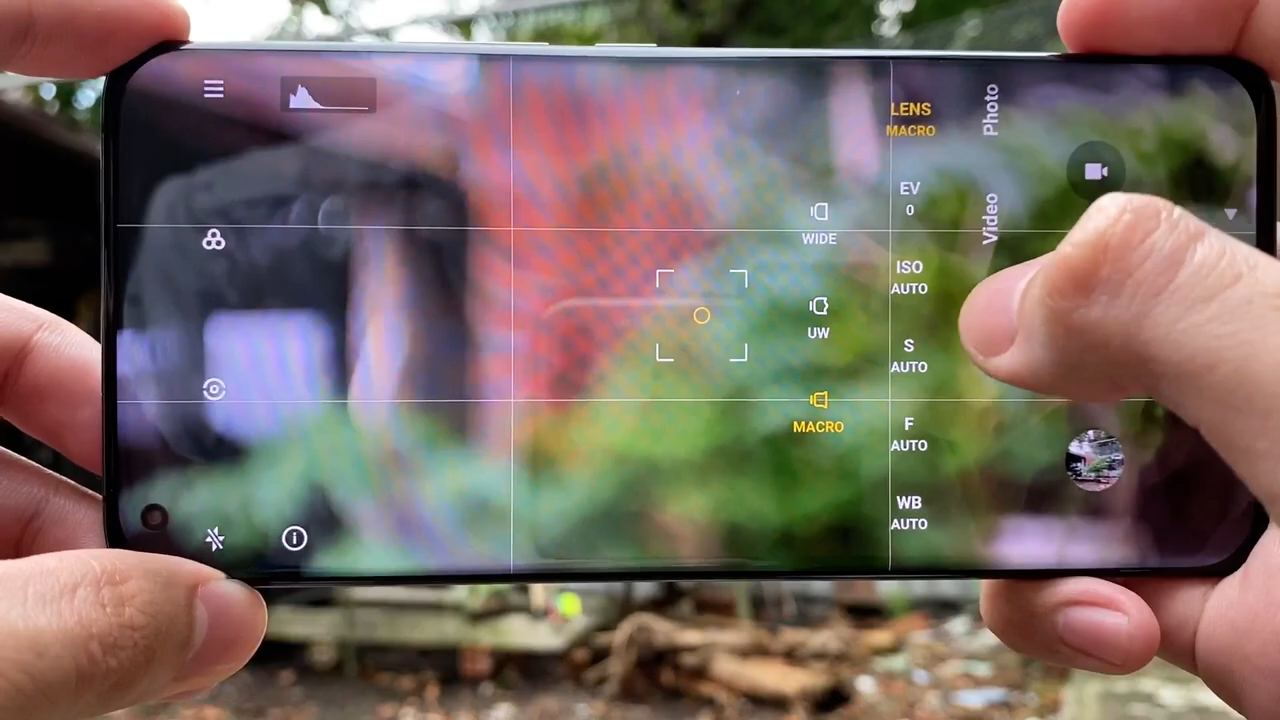 WIDE
UW
MACRO
LENS
MACRO
EV
0
ISO
AUTO
S
AUTO
F
AUTO
WB
AUTO
Photo
Video